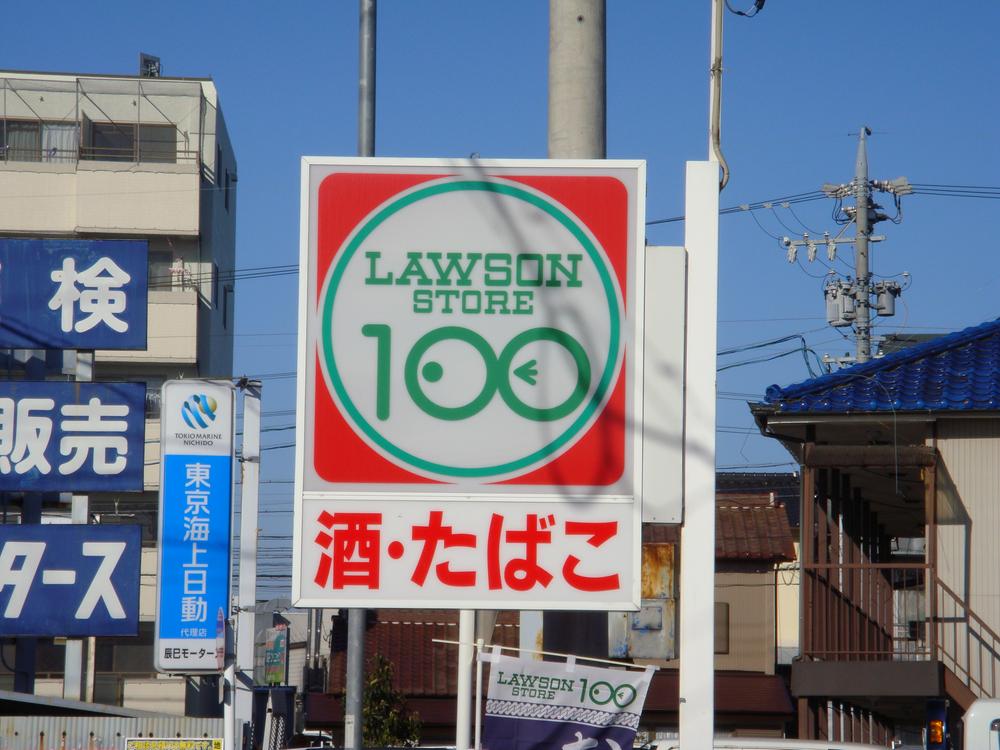 LAWSON
STORE
100
酒・たばこ
検
販売
タース
TOKIO MARINE
NICHIDO
東京海上日動
代理店
辰巳モータース
LAWSON
STORE 100